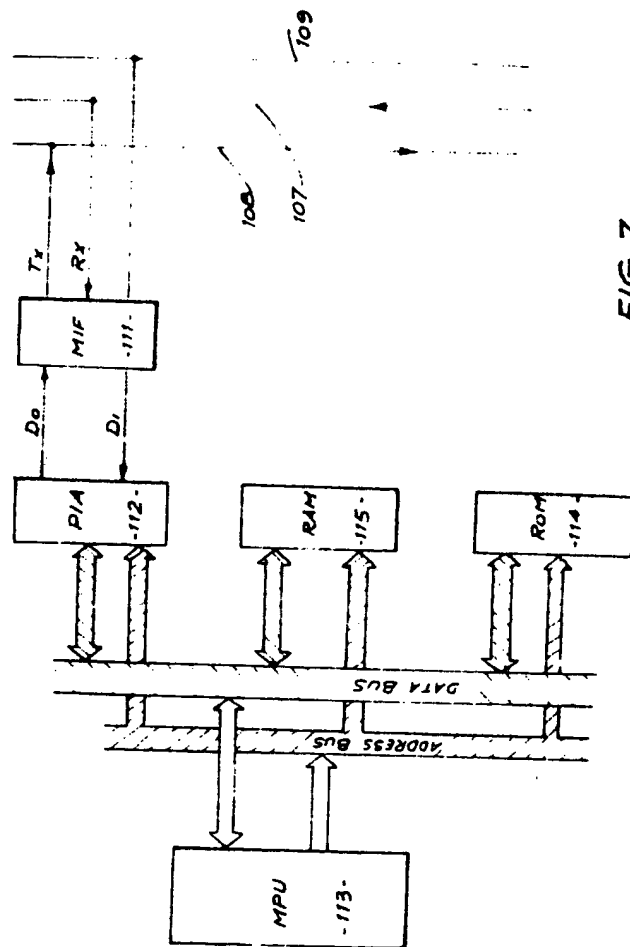 109
108
107
Tx
Rx
MIF
-111-
Do
Di
PIA
-112-
RAM
-115-
ROM
-114-
DATA BUS
ADDRESS BUS
MPU
-113-
FIG 7